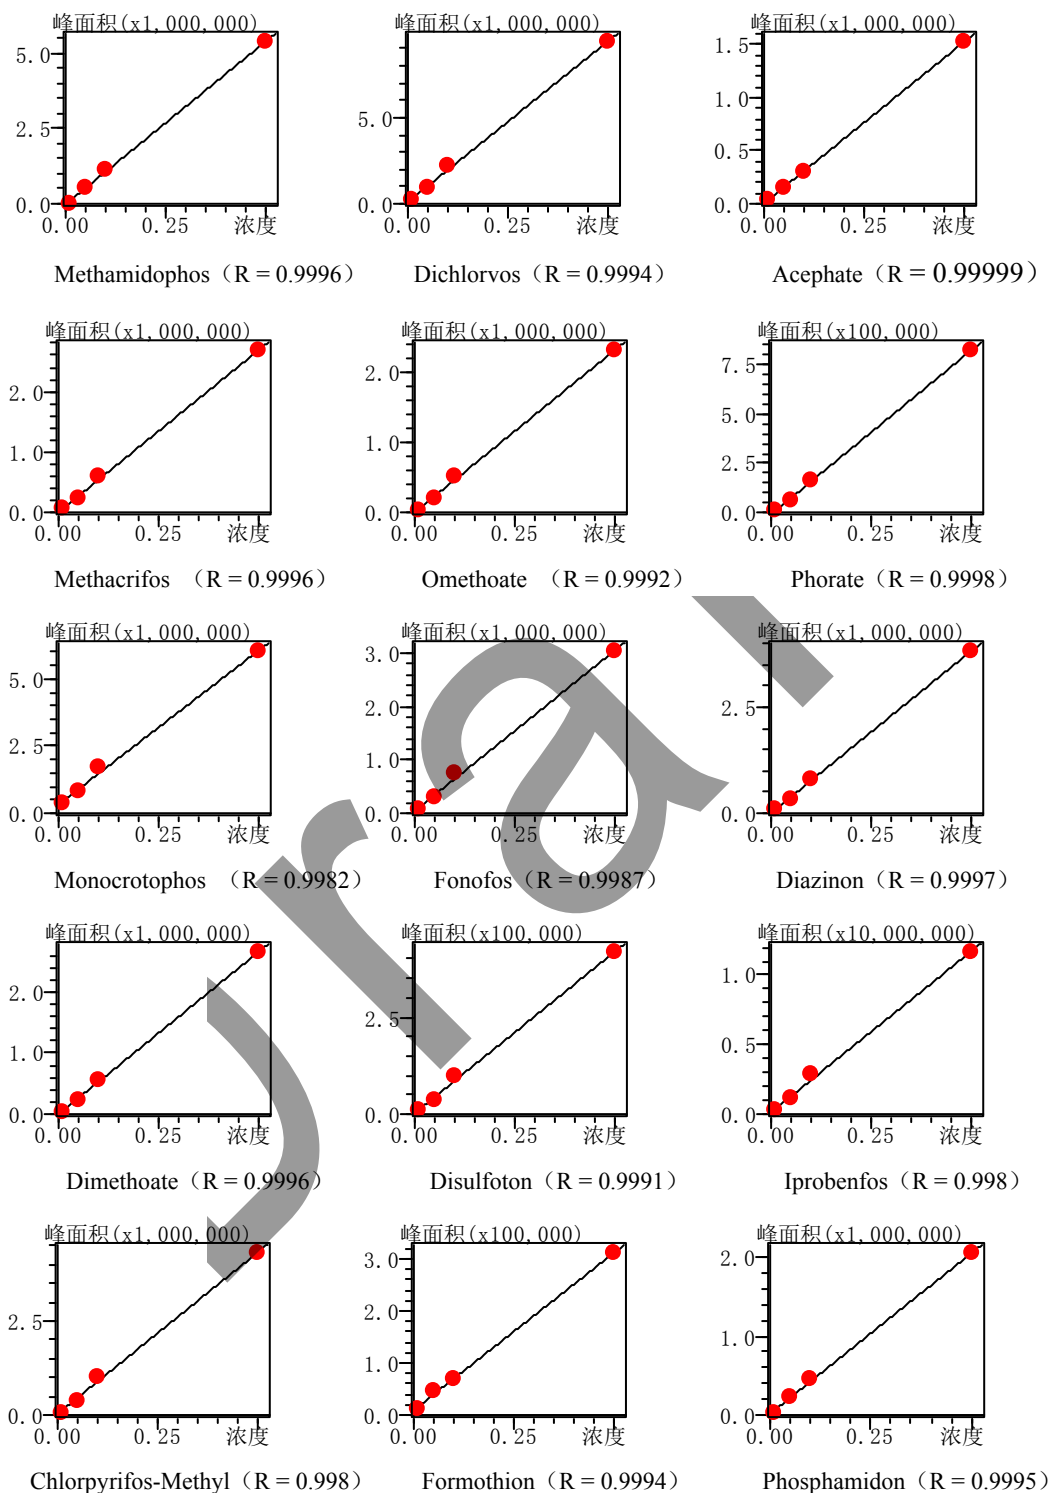 峰面积(x1,000,000) 峰面积(x1,000,000) 峰面积(x1,000,000)
5.0 5.0 1.5
2.5 1.0
0.5
0.0 0.0 0.0
0.00 0.25 浓度 0.00 0.25 浓度 0.00 0.25 浓度
Methamidophos（R = 0.9996） Dichlorvos（R = 0.9994） Acephate（R = 0.99999）
峰面积(x1,000,000) 峰面积(x1,000,000) 峰面积(x100,000)
2.0 2.0 7.5
5.0
1.0 1.0 2.5
0.0 0.0 0.0
0.00 0.25 浓度 0.00 0.25 浓度 0.00 0.25 浓度
Methacrifos （R = 0.9996） Omethoate （R = 0.9992） Phorate（R = 0.9998）
峰面积(x1,000,000) 峰面积(x1,000,000) 峰面积(x1,000,000)
5.0 3.0 2.5
2.5 2.0
1.0
0.0 0.0 0.0
0.00 0.25 浓度 0.00 0.25 浓度 0.00 0.25 浓度
Monocrotophos （R = 0.9982） Fonofos（R = 0.9987） Diazinon（R = 0.9997）
峰面积(x1,000,000) 峰面积(x100,000) 峰面积(x10,000,000)
2.0 2.5 1.0
1.0 0.5
0.0 0.0 0.0
0.00 0.25 浓度 0.00 0.25 浓度 0.00 0.25 浓度
Dimethoate（R = 0.9996） Disulfoton（R = 0.9991） Iprobenfos（R = 0.998）
峰面积(x1,000,000) 峰面积(x100,000) 峰面积(x1,000,000)
2.5 3.0 2.0
2.0 1.0
1.0
0.0 0.0 0.0
0.00 0.25 浓度 0.00 0.25 浓度 0.00 0.25 浓度
Chlorpyrifos-Methyl（R = 0.998） Formothion（R = 0.9994） Phosphamidon（R = 0.9995）